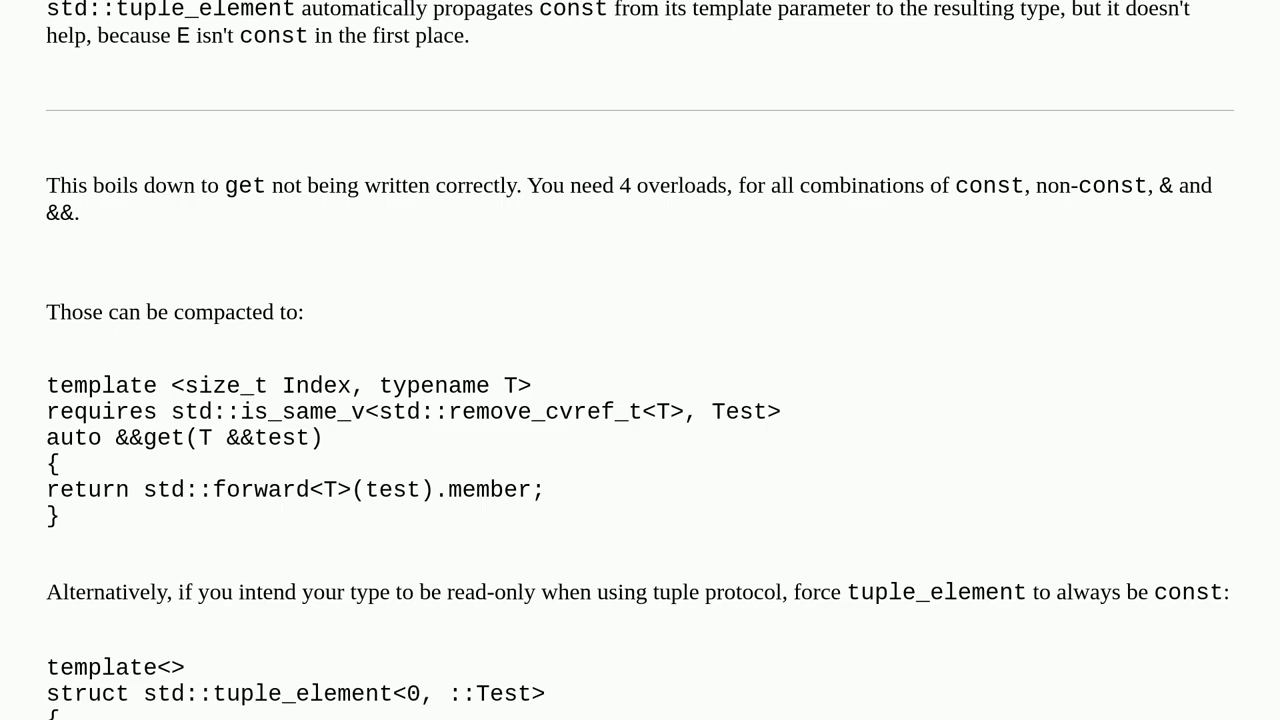 std::tuple_element automatically propagates const from its template parameter to the resulting type, but it doesn't
help, because E isn't const in the first place.
This boils down to get not being written correctly. You need 4 overloads, for all combinations of const, non-const, & and
&&.
Those can be compacted to:
template <size_t Index, typename T>
requires std::is_same_v<std::remove_cvref_t<T>, Test>
auto &&get(T &&test)
{
return std::forward<T>(test).member;
}
Alternatively, if you intend your type to be read-only when using tuple protocol, force tuple_element to always be const:
template<>
struct std::tuple_element<0, ::Test>
{